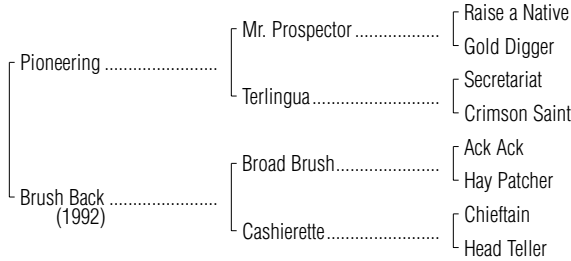 Raise a Native
Mr. Prospector ....................
Gold Digger
Pioneering ........................
Secretariat
Terlingua ..............................
Crimson Saint
Ack Ack
Broad Brush ........................
Hay Patcher
Brush Back .......................
(1992)
Chieftain
Cashierette ...........................
Head Teller